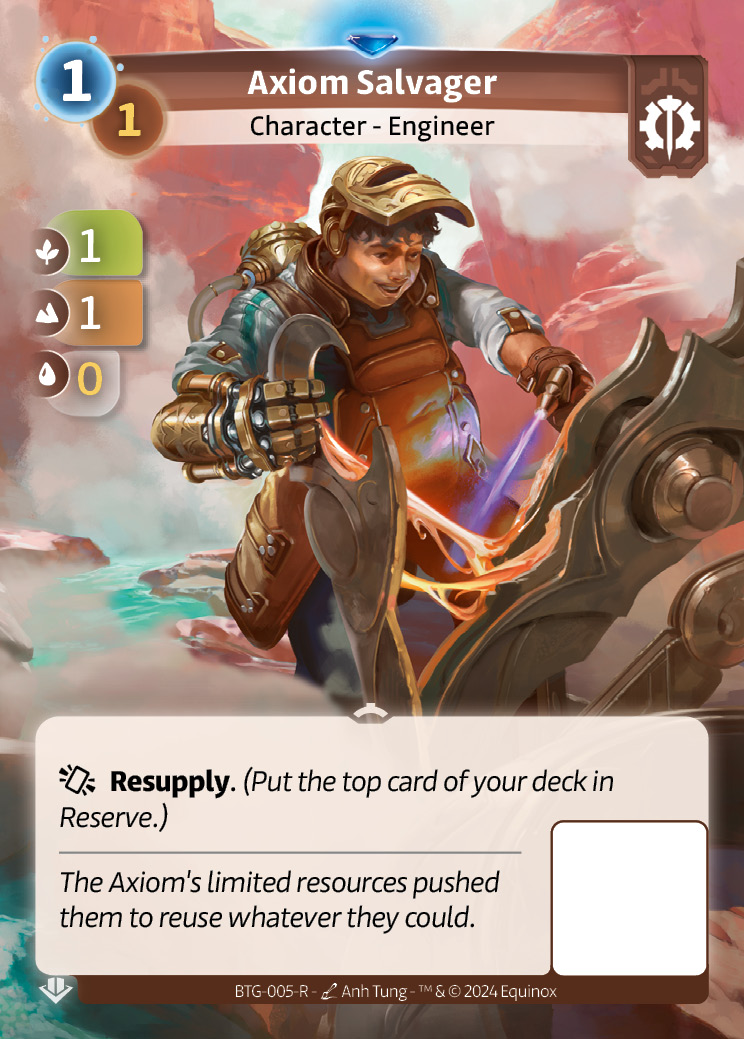 1
Axiom Salvager
1
Character - Engineer
1
1
0
Resupply. (Put the top card of your deck in
Reserve.)
The Axiom's limited resources pushed
them to reuse whatever they could.
BTG-005-R - Anh Tung - ™ & © 2024 Equinox